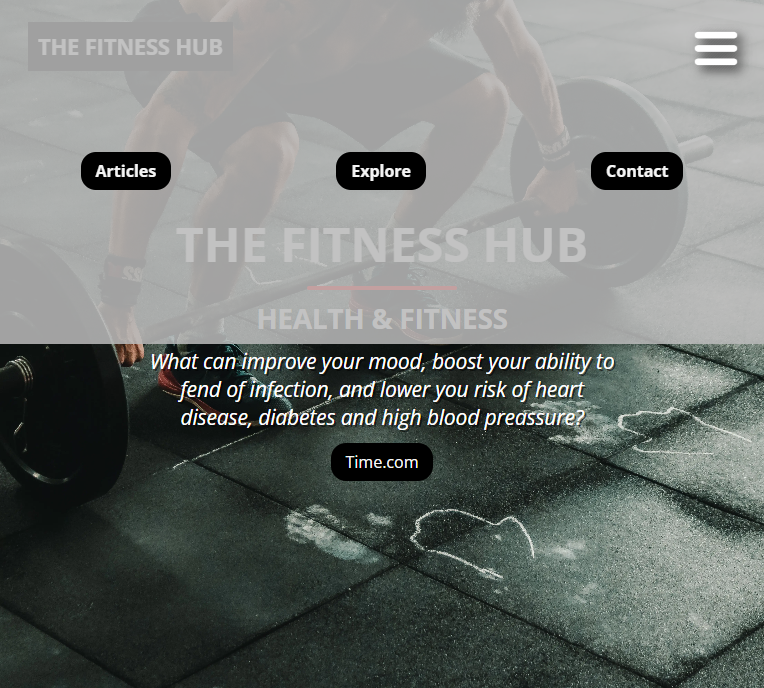 THE FITNESS HUB
Articles
Explore
Contact
THE FITNESS HUB
HEALTH & FITNESS
What can improve your mood, boost your ability to
fend of infection, and lower you risk of heart
disease, diabetes and high blood preassure?
Time.com